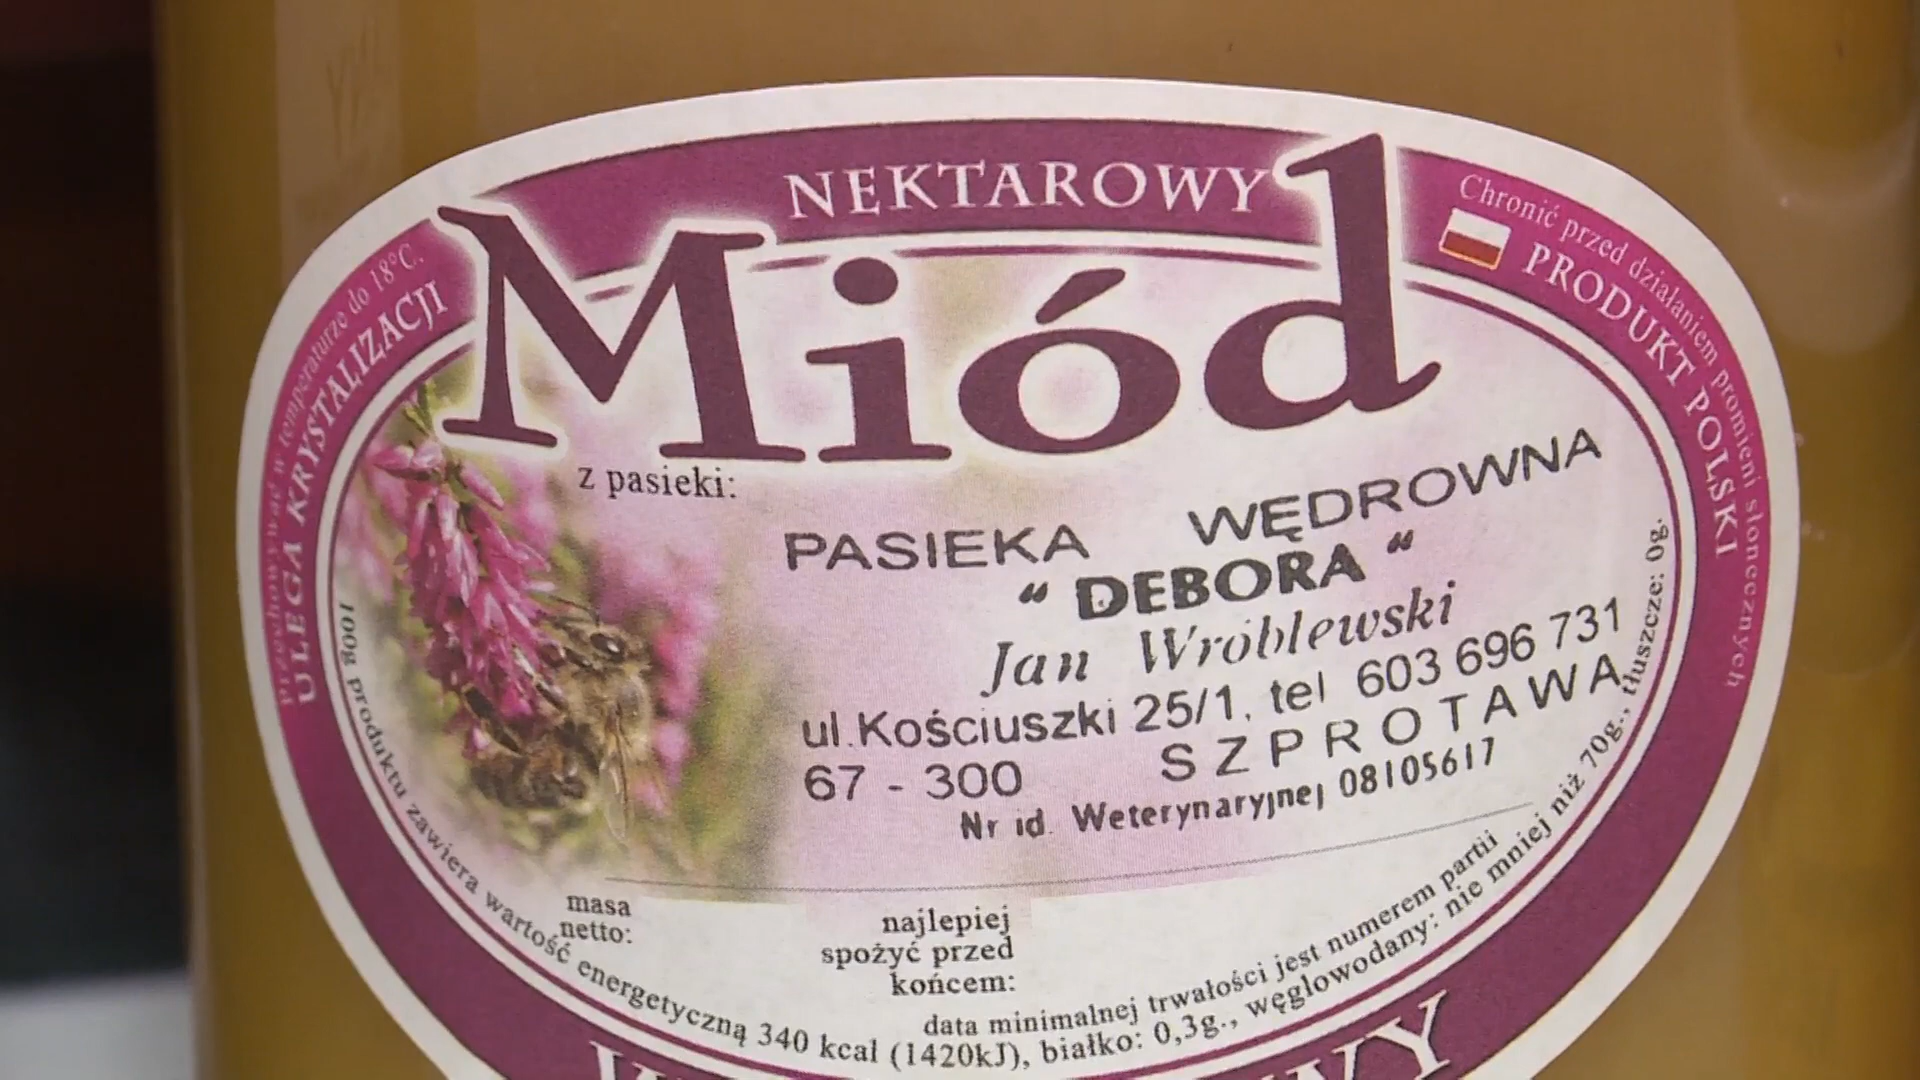 NEKTAROWY
Miód
Przechowywać w temperaturze do 18°C.
ULEGA KRYSTALIZACJI
Chronić przed działaniem promieni słonecznych
PRODUKT POLSKI
z pasieki:
PASIEKA WĘDROWNA
“ DEBORA “
Jan Wróblewski
ul.Kościuszki 25/1, tel 603 696 731
67 - 300 SZPROTAWA
Nr id. Weterynaryjnej 08105617
masa
netto:
najlepiej
spożyć przed
końcem:
data minimalnej trwałości jest numerem partii
100g produktu zawiera wartość energetyczną 340 kcal (1420kJ), białko: 0,3g., węglowodany: nie mniej niż 70g., tłuszcze: 0g.